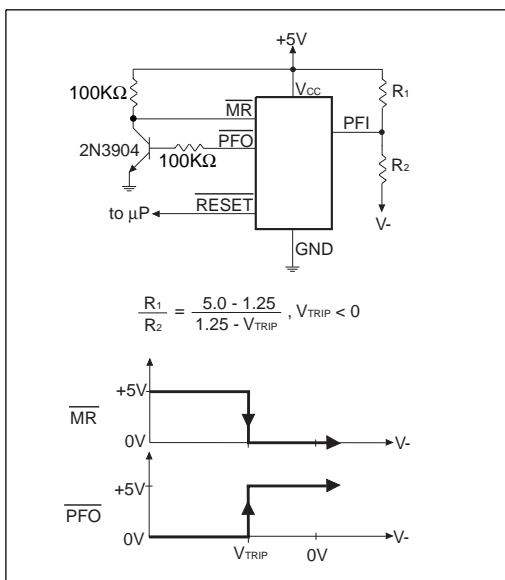 +5V
VCC
100KΩ
R1
MR
PFI
PFO
2N3904
100KΩ
R2
RESET
to µP
V-
GND
R1 / R2 = 5.0 - 1.25 / 1.25 - VTRIP , VTRIP < 0
+5V
MR
0V
V-
+5V
PFO
0V
V-
VTRIP
0V